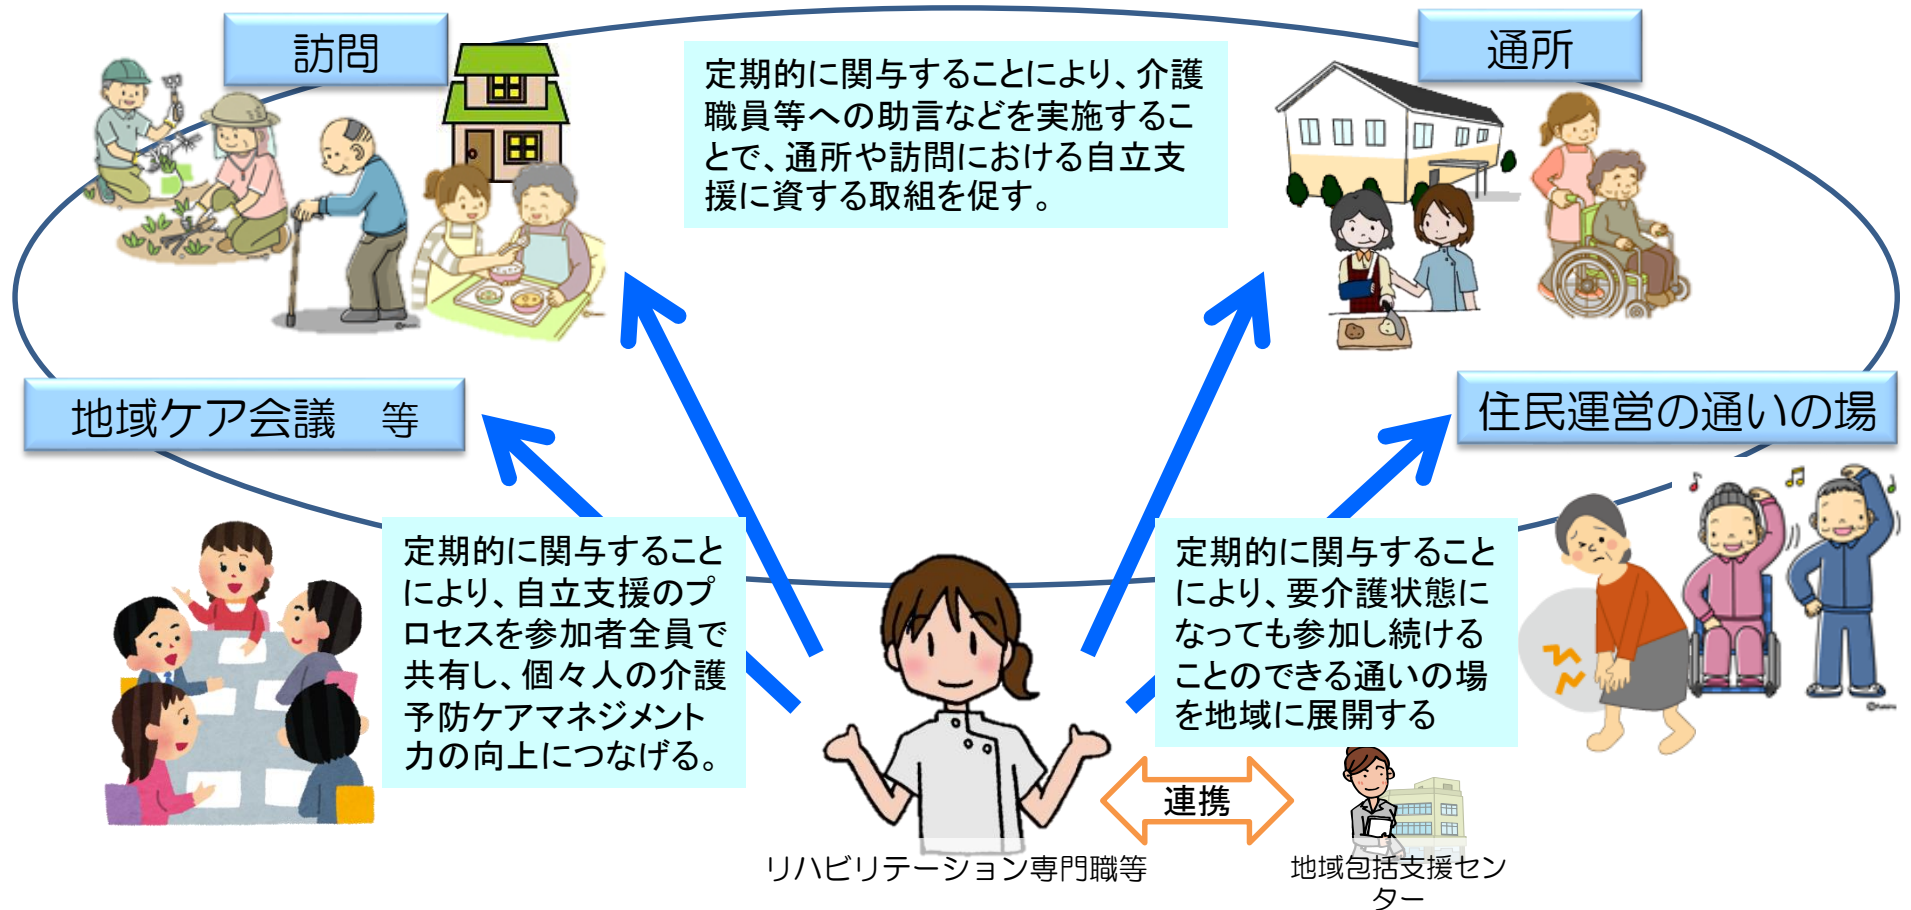 訪問
通所
定期的に関与することにより、介護
職員等への助言などを実施するこ
とで、通所や訪問における自立支
援に資する取組を促す。
地域ケア会議　等
住民運営の通いの場
定期的に関与すること
により、自立支援のプ
ロセスを参加者全員で
共有し、個々人の介護
予防ケアマネジメント
力の向上につなげる。
定期的に関与すること
により、要介護状態に
なっても参加し続ける
ことのできる通いの場
を地域に展開する
連携
リハビリテーション専門職等
地域包括支援セン
ター